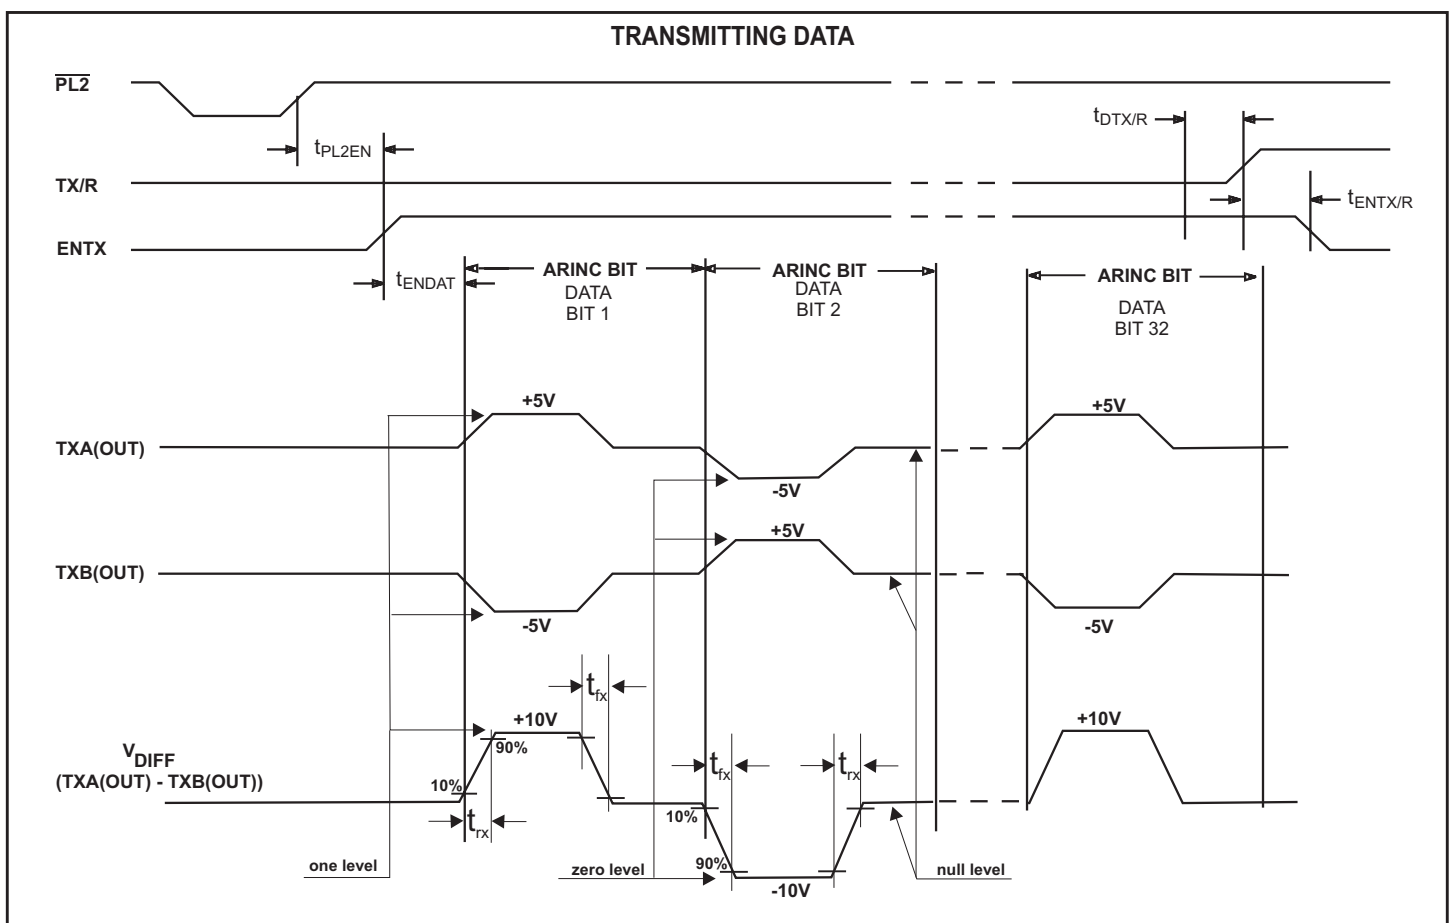 TRANSMITTING DATA
PL2
tDTX/R
tPL2EN
TX/R
tENTX/R
ENTX
ARINC BIT
DATA
BIT 1
ARINC BIT
DATA
BIT 2
ARINC BIT
DATA
BIT 32
tENDAT
+5V
+5V
TXA(OUT)
-5V
+5V
TXB(OUT)
-5V
-5V
tfx
+10V
+10V
90%
VDIFF
(TXA(OUT) - TXB(OUT))
tfx
trx
10%
10%
trx
one level
zero level
90%
null level
-10V